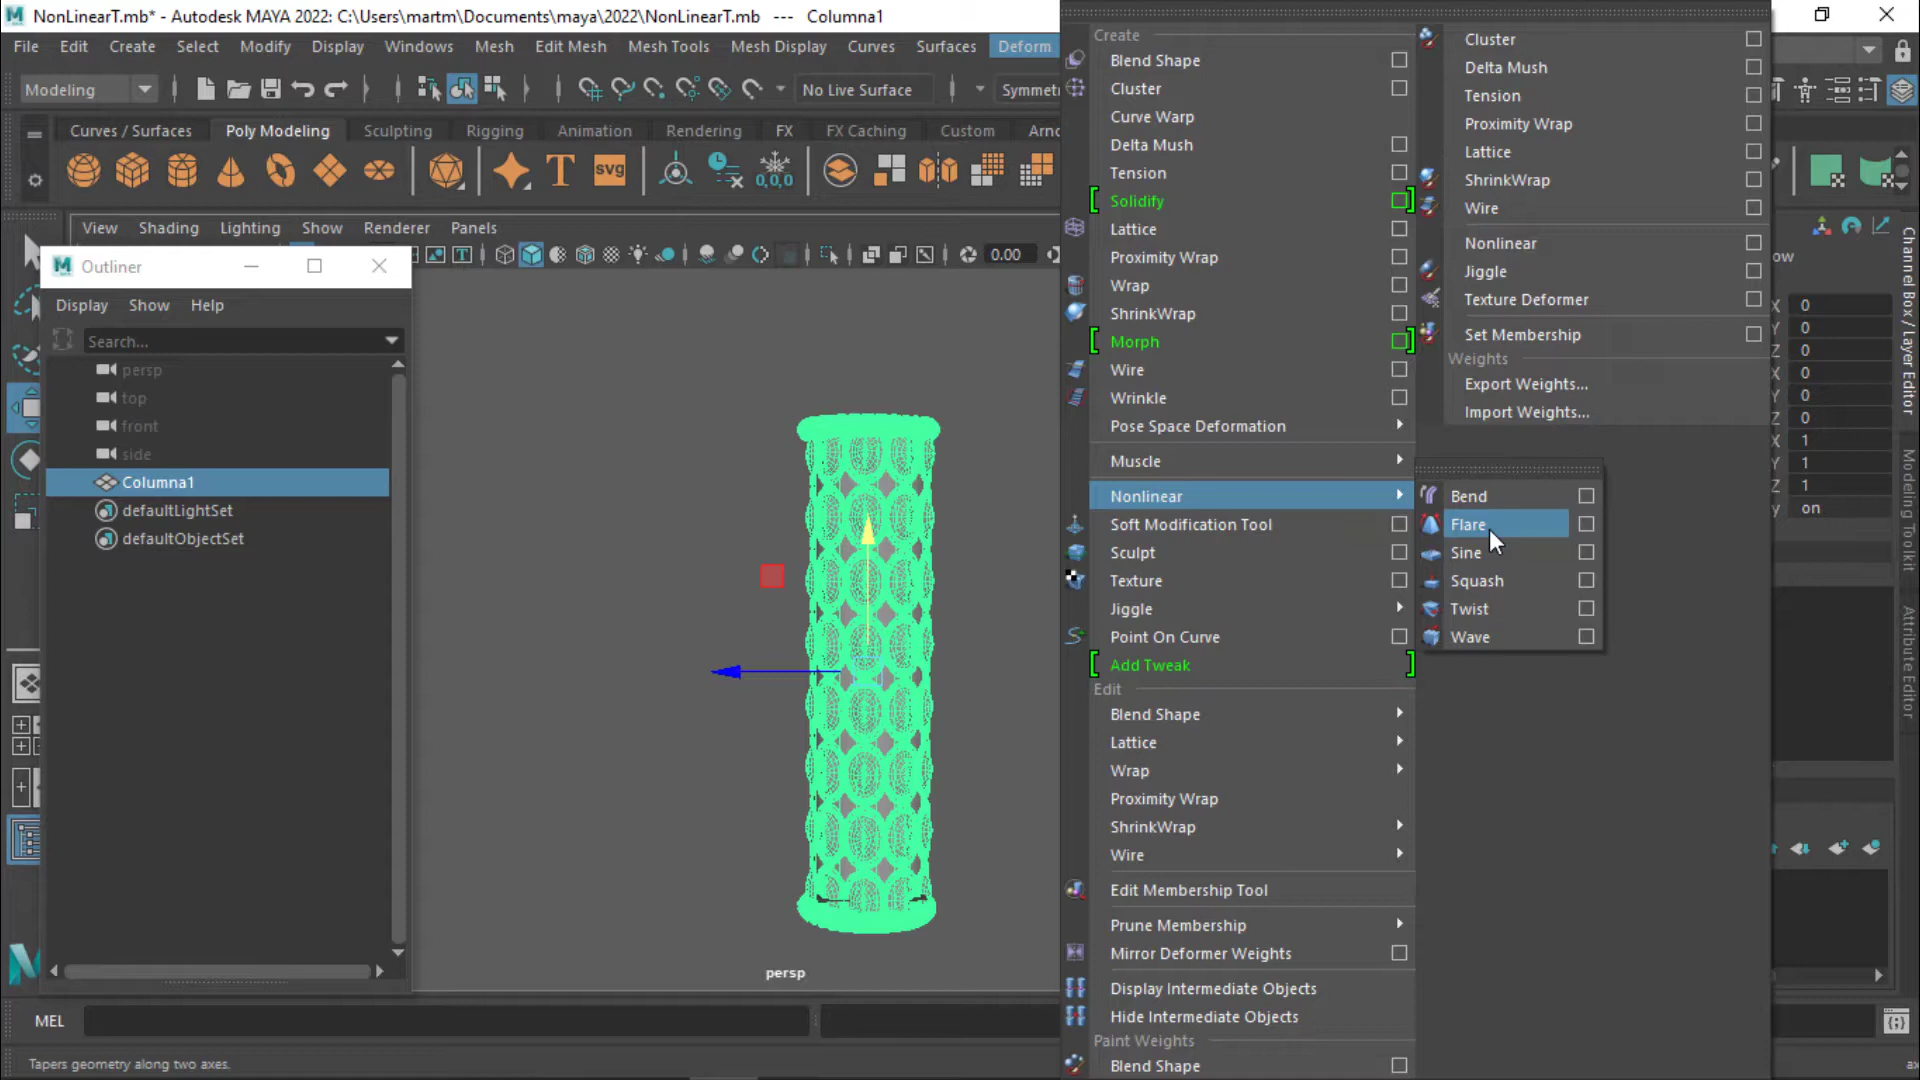 NonLinearT.mb* - Autodesk MAYA 2022: C:\Users\martm\Documents\maya\2022\NonLinearT.mb --- Columna1
File Edit Create Select Modify Display Windows Mesh Edit Mesh Mesh Tools Mesh Display Curves Surfaces Deform
Modeling No Live Surface Symmetr
Curves / Surfaces Poly Modeling Sculpting Rigging Animation Rendering FX FX Caching Custom Arno
T svg 0,0,0
View Shading Lighting Show Renderer Panels
T 0.00
Outliner
Display Show Help
Search...
persp
top
front
side
Columna1
defaultLightSet
defaultObjectSet
persp
MEL
Tapers geometry along two axes.
Create
Blend Shape
Cluster
Curve Warp
Delta Mush
Tension
Solidify
Lattice
Proximity Wrap
Wrap
ShrinkWrap
Morph
Wire
Wrinkle
Pose Space Deformation
Muscle
Nonlinear
Soft Modification Tool
Sculpt
Texture
Jiggle
Point On Curve
Add Tweak
Edit
Blend Shape
Lattice
Wrap
Proximity Wrap
ShrinkWrap
Wire
Edit Membership Tool
Prune Membership
Mirror Deformer Weights
Display Intermediate Objects
Hide Intermediate Objects
Paint Weights
Blend Shape
Cluster
Delta Mush
Tension
Proximity Wrap
Lattice
ShrinkWrap
Wire
Nonlinear
Jiggle
Texture Deformer
Set Membership
Weights
Export Weights...
Import Weights...
Bend
Flare
Sine
Squash
Twist
Wave
ow
X 0
Y 0
Z 0
X 0
Y 0
Z 0
X 1
Y 1
Z 1
y on
Channel Box / Layer Editor
Modeling Toolkit
Attribute Editor